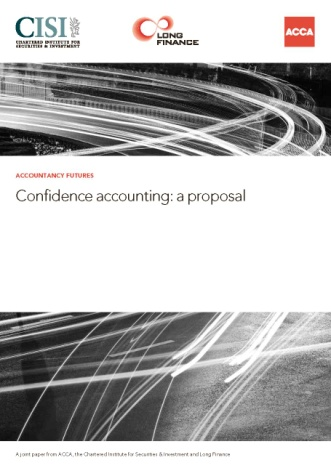 CISI
CHARTERED INSTITUTE FOR
SECURITIES & INVESTMENT
LONG
FINANCE
ACCA
ACCOUNTANCY FUTURES
Confidence accounting: a proposal
A joint paper from ACCA, the Chartered Institute for Securities & Investment and Long Finance